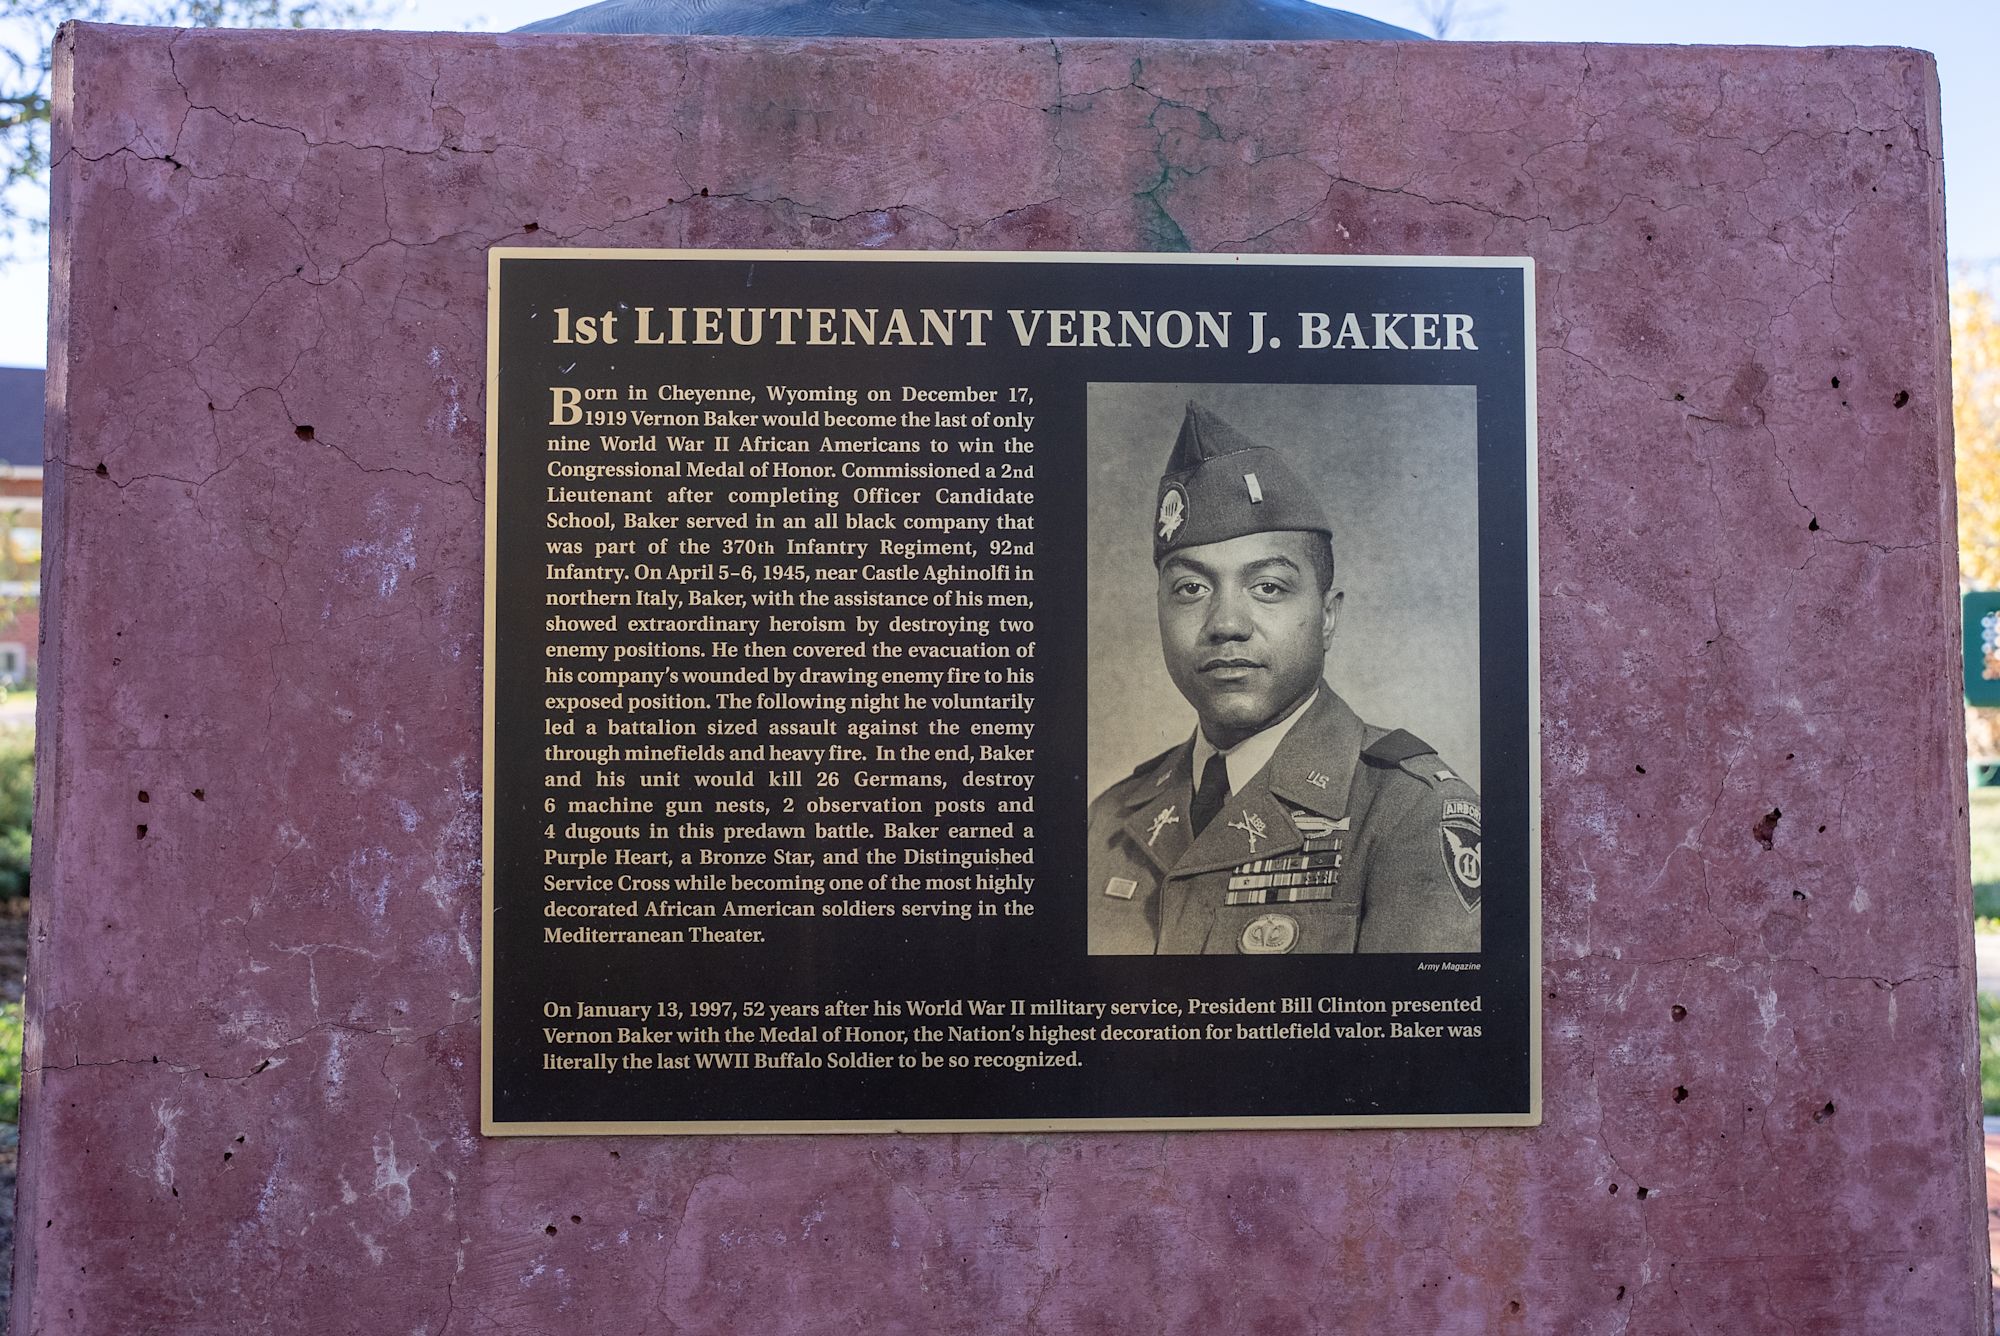 1st LIEUTENANT VERNON J. BAKER
Born in Cheyenne, Wyoming on December 17,
1919 Vernon Baker would become the last of only
nine World War II African Americans to win the
Congressional Medal of Honor. Commissioned a 2nd
Lieutenant after completing Officer Candidate
School, Baker served in an all black company that
was part of the 370th Infantry Regiment, 92nd
Infantry. On April 5–6, 1945, near Castle Aghinolfi in
northern Italy, Baker, with the assistance of his men,
showed extraordinary heroism by destroying two
enemy positions. He then covered the evacuation of
his company's wounded by drawing enemy fire to his
exposed position. The following night he voluntarily
led a battalion sized assault against the enemy
through minefields and heavy fire. In the end, Baker
and his unit would kill 26 Germans, destroy
6 machine gun nests, 2 observation posts and
4 dugouts in this predawn battle. Baker earned a
Purple Heart, a Bronze Star, and the Distinguished
Service Cross while becoming one of the most highly
decorated African American soldiers serving in the
Mediterranean Theater.
U.S.
188
AIRBO
11
Army Magazine
On January 13, 1997, 52 years after his World War II military service, President Bill Clinton presented
Vernon Baker with the Medal of Honor, the Nation's highest decoration for battlefield valor. Baker was
literally the last WWII Buffalo Soldier to be so recognized.